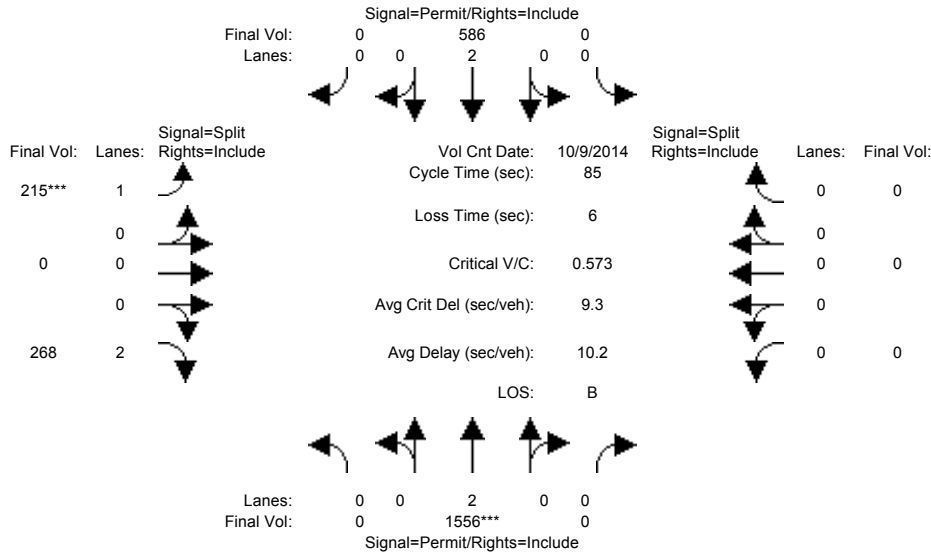 Signal=Permit/Rights=Include
Final Vol: 0 586 0
Lanes: 0 0 2 0 0
Signal=Split Signal=Split
Final Vol: Lanes: Rights=Include Vol Cnt Date: 10/9/2014 Rights=Include Lanes: Final Vol:
Cycle Time (sec): 85
215*** 1 0 0
Loss Time (sec): 6
0 0
0 0 Critical V/C: 0.573 0 0
0 Avg Crit Del (sec/veh): 9.3 0
268 2 Avg Delay (sec/veh): 10.2 0 0
LOS: B
Lanes: 0 0 2 0 0
Final Vol: 0 1556*** 0
Signal=Permit/Rights=Include